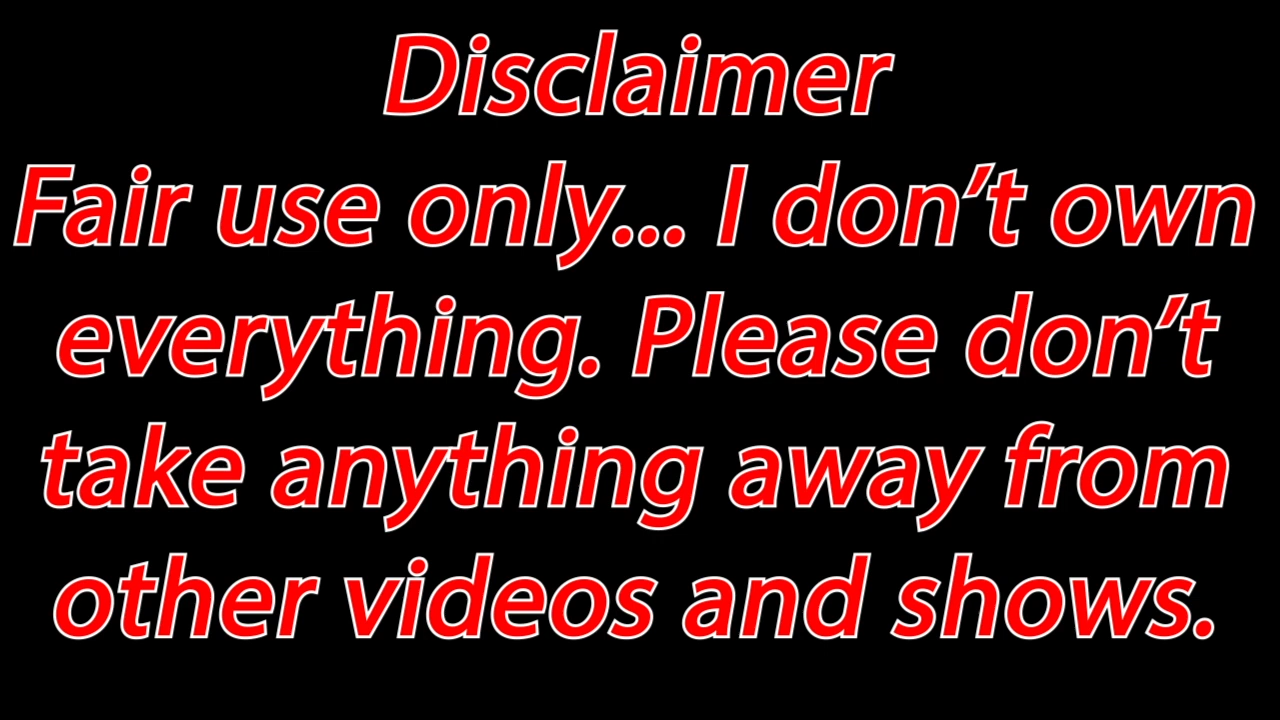 Disclaimer
Fair use only... I don’t own
everything. Please don’t
take anything away from
other videos and shows.